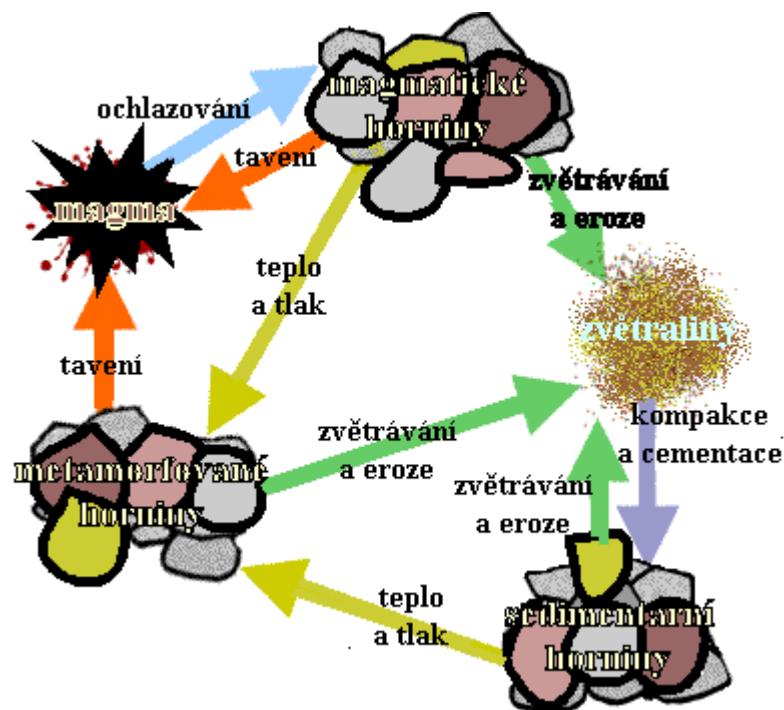 magmatické
horniny
ochlazování
tavení
zvětrávání
a eroze
magma
teplo
a tlak
zvětraliny
tavení
kompakce
a cementace
zvětrávání
a eroze
metamorfované
horniny
zvětrávání
a eroze
teplo
a tlak
sedimentární
horniny